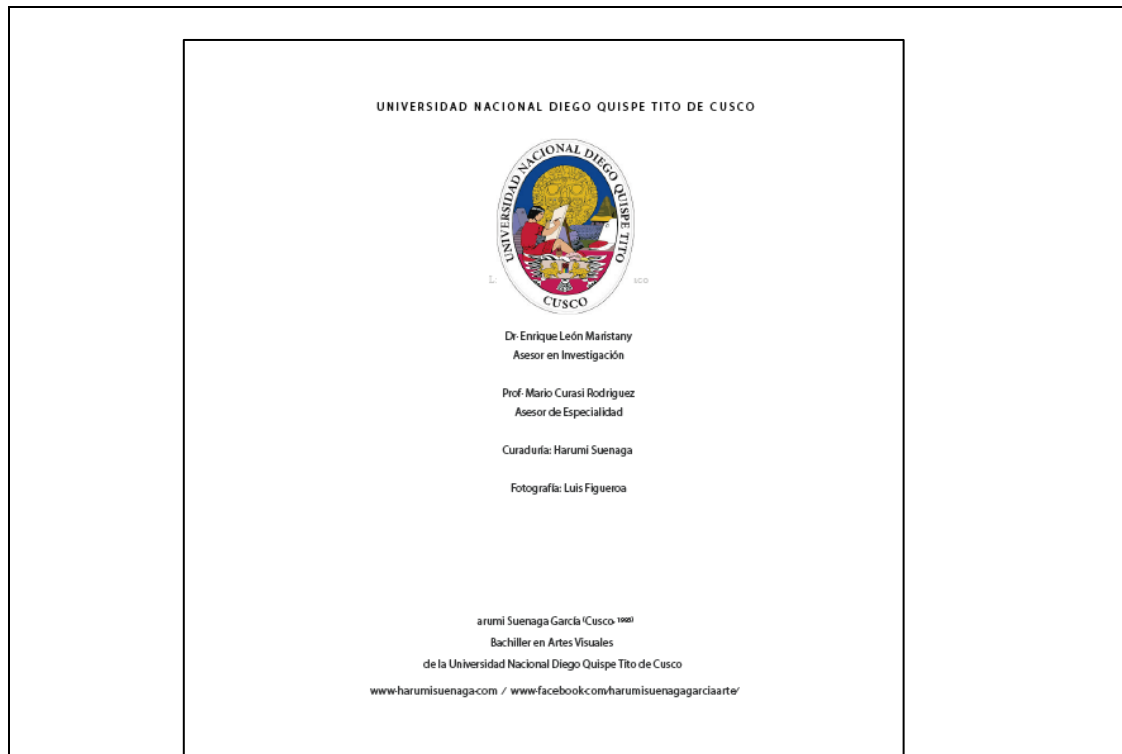 UNIVERSIDAD NACIONAL DIEGO QUISPE TITO DE CUSCO
UNIVERSIDAD NACIONAL DIEGO QUISPE TITO
CUSCO
Dr. Enrique León Maristany
Asesor en Investigación
Prof. Mario Curasi Rodriguez
Asesor de Especialidad
Curaduría: Harumi Suenaga
Fotografía: Luis Figueroa
arumi Suenaga García (Cusco,
Bachiller en Artes Visuales
de la Universidad Nacional Diego Quispe Tito de Cusco
www.harumisuenaga.com / www.facebook.com/harumisuenagagarciaarte/